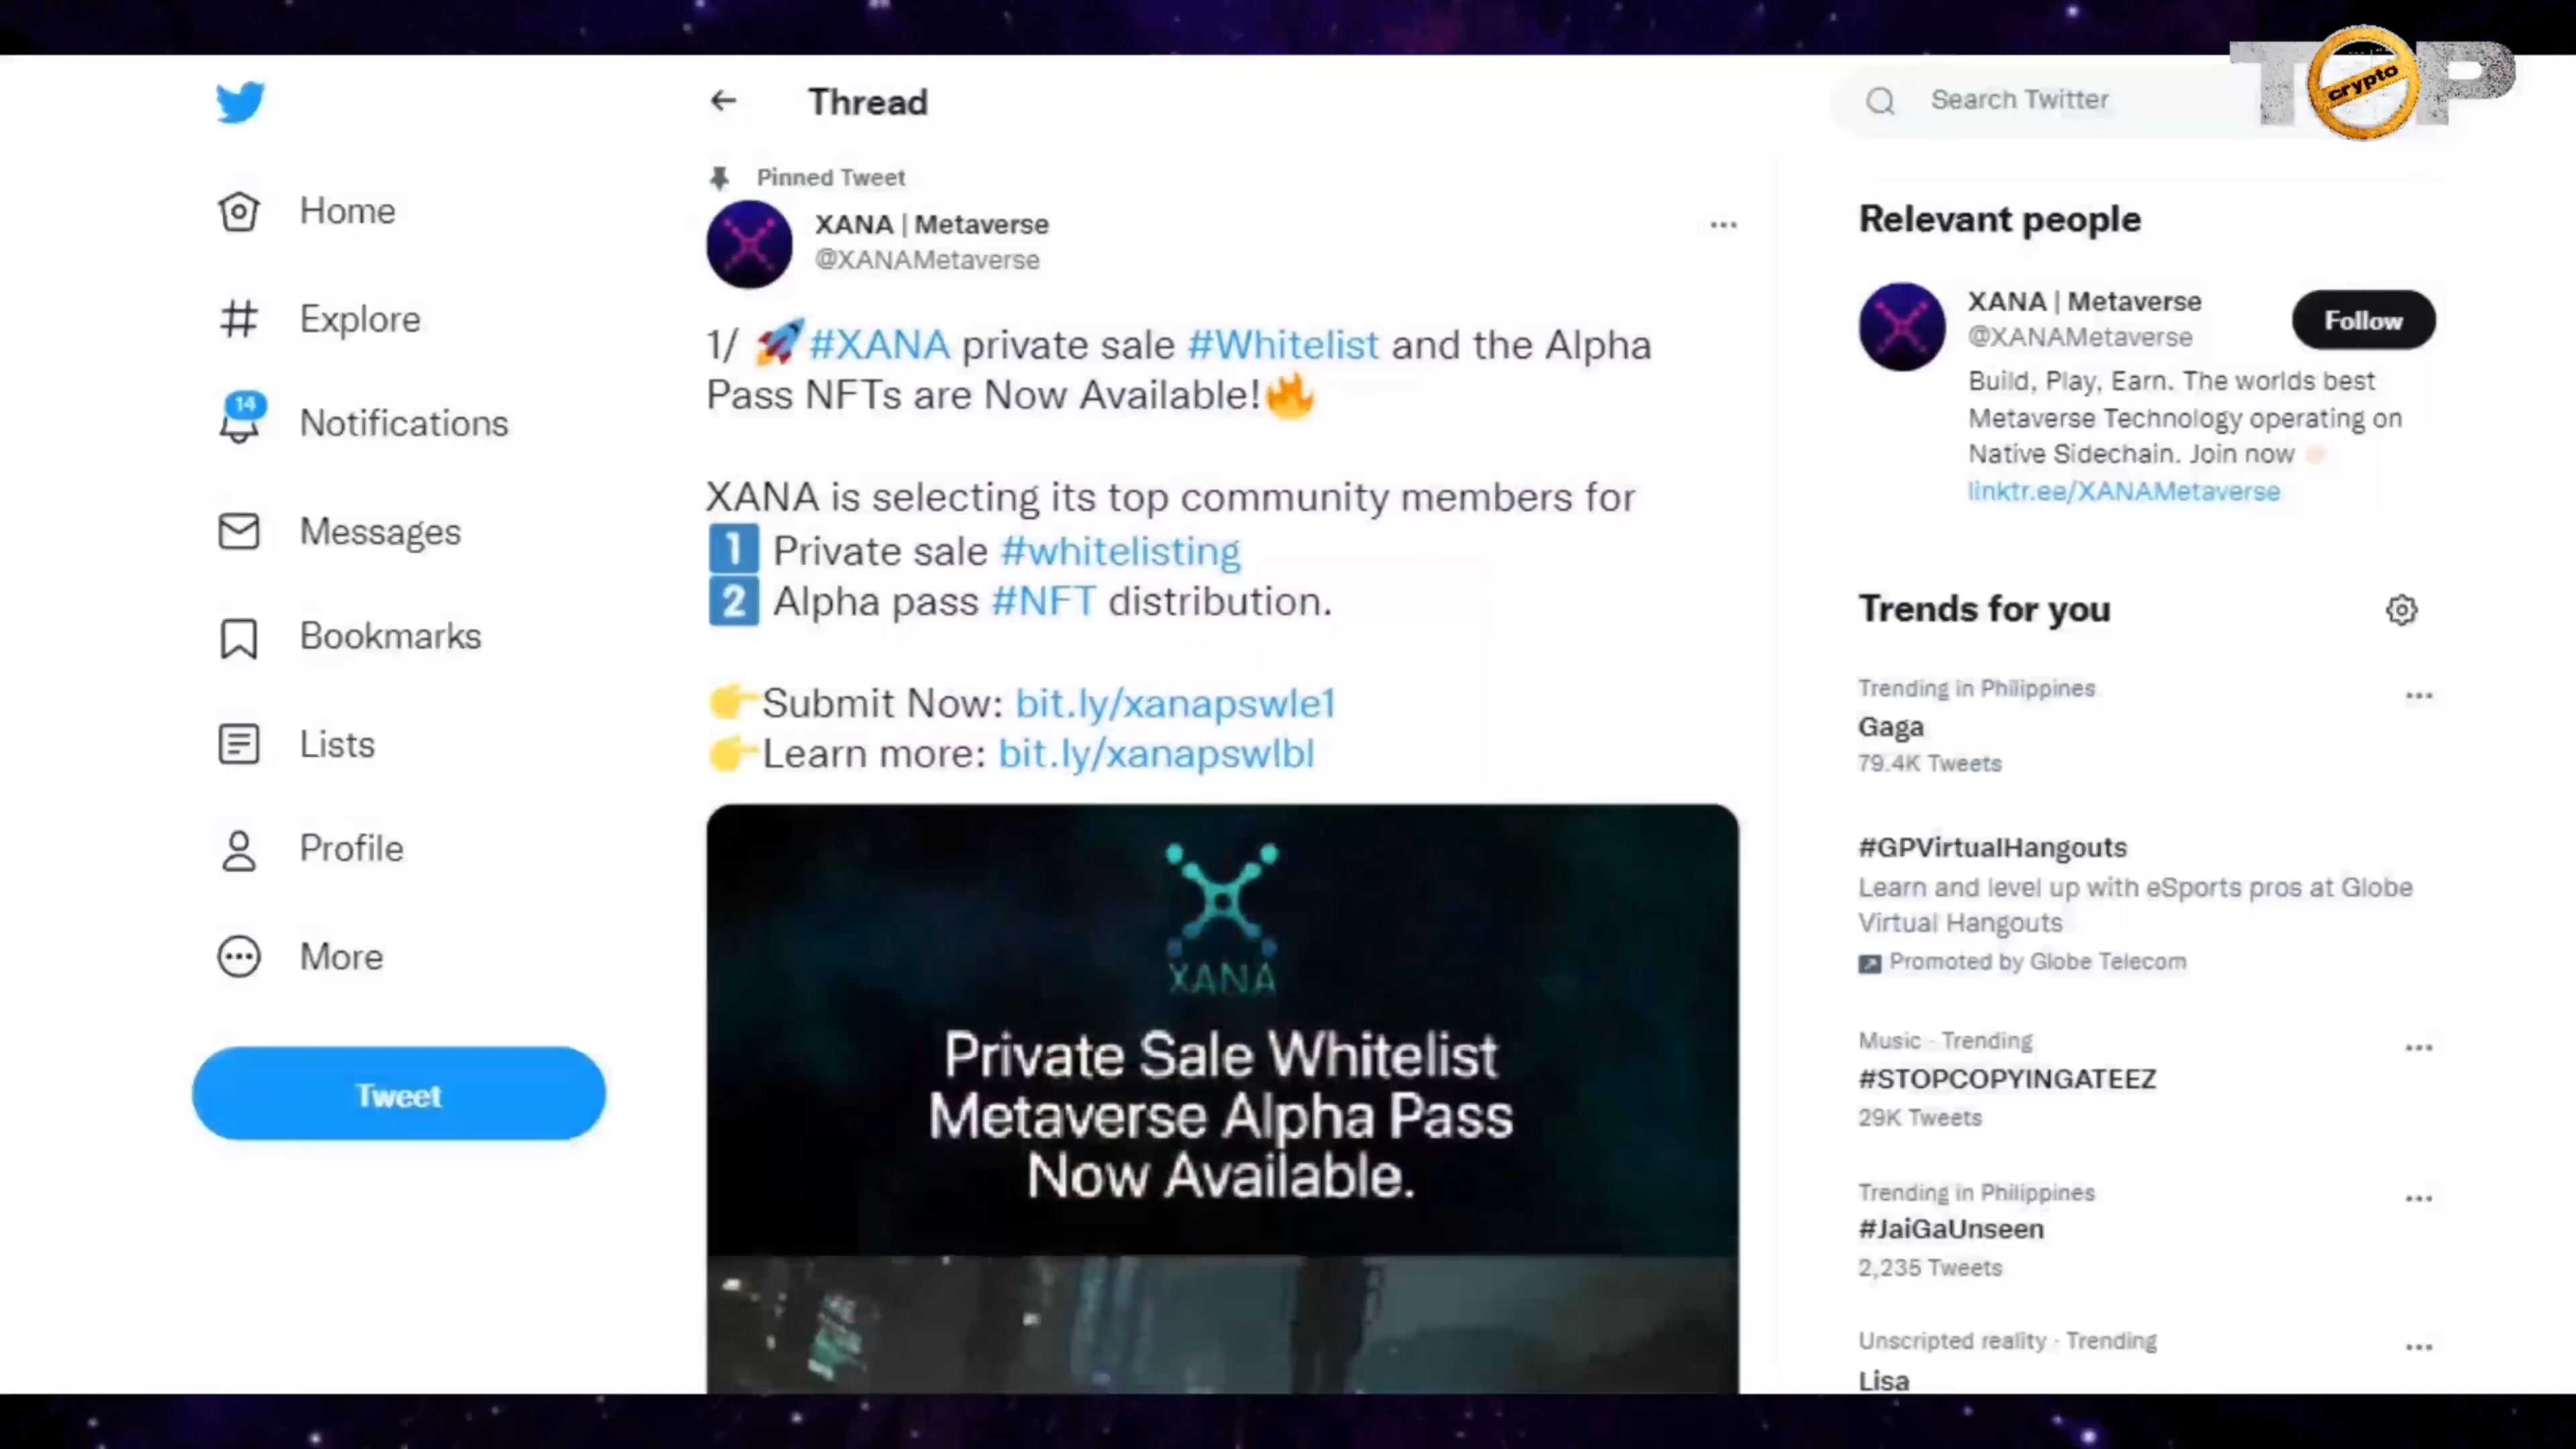 TOP
crypto
Home
Explore
14
Notifications
Messages
Bookmarks
Lists
Profile
More
Tweet
Thread
Pinned Tweet
XANA | Metaverse
@XANAMetaverse
1/ 🚀#XANA private sale #Whitelist and the Alpha
Pass NFTs are Now Available!🔥
XANA is selecting its top community members for
1️⃣ Private sale #whitelisting
2️⃣ Alpha pass #NFT distribution.
👉Submit Now: bit.ly/xanapswle1
👉Learn more: bit.ly/xanapswlbl
XANA
Private Sale Whitelist
Metaverse Alpha Pass
Now Available.
Search Twitter
Relevant people
XANA | Metaverse
@XANAMetaverse
Follow
Build, Play, Earn. The worlds best
Metaverse Technology operating on
Native Sidechain. Join now
linktr.ee/XANAMetaverse
Trends for you
Trending in Philippines
Gaga
79.4K Tweets
#GPVirtualHangouts
Learn and level up with eSports pros at Globe
Virtual Hangouts
Promoted by Globe Telecom
Music · Trending
#STOPCOPYINGATEEZ
29K Tweets
Trending in Philippines
#JaiGaUnseen
2,235 Tweets
Unscripted reality · Trending
Lisa